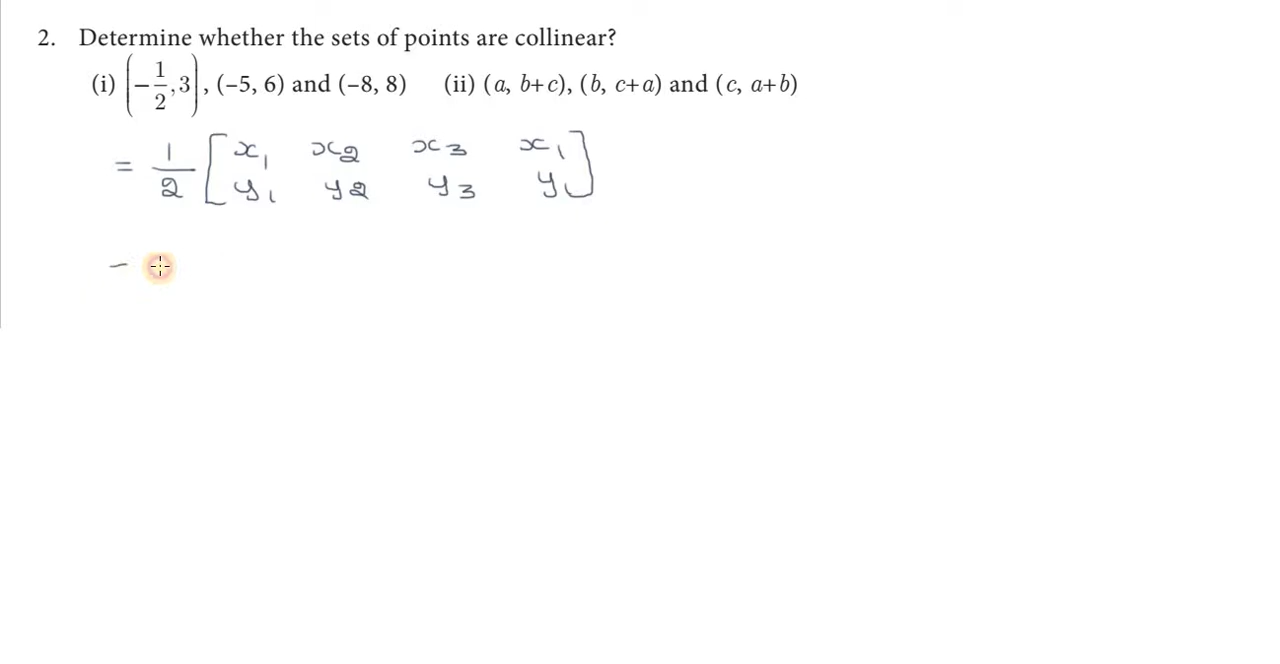 2. Determine whether the sets of points are collinear?
(i) (−1/2, 3), (−5, 6) and (−8, 8) (ii) (a, b+c), (b, c+a) and (c, a+b)
= 1/2 [x₁ x₂ x₃ x₁
y₁ y₂ y₃ y]
−